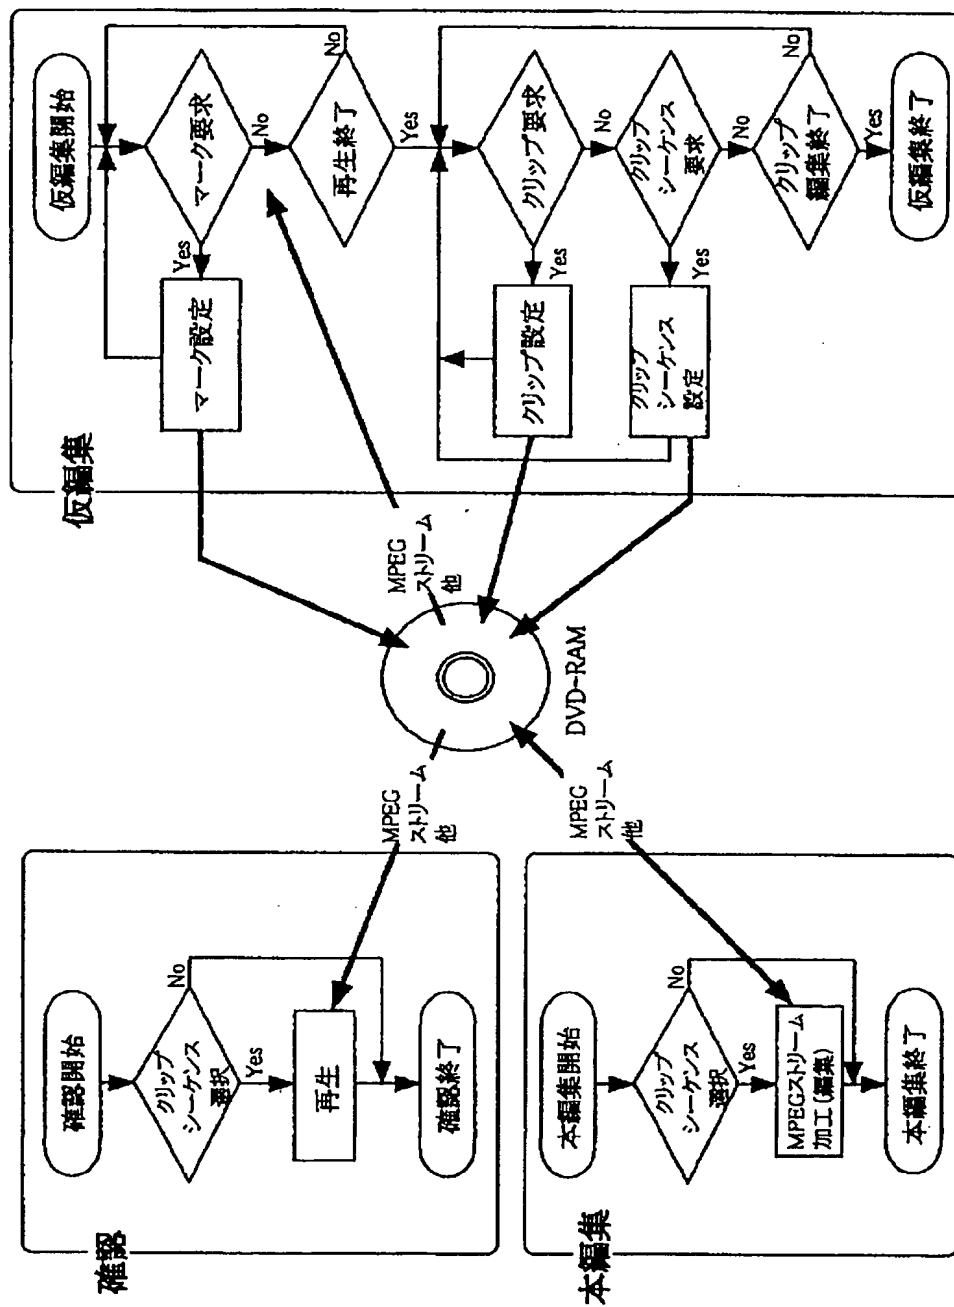 確認
確認開始
クリップ
シーケンス
選択
No
Yes
再生
確認終了
本編集
本編集開始
クリップ
シーケンス
選択
No
Yes
MPEGストリーム
加工(編集)
本編集終了
MPEG
ストリーム
他
MPEG
ストリーム
他
DVD-RAM
MPEG
ストリーム
他
仮編集
仮編集開始
マーク要求
Yes
No
マーク設定
再生終了
No
Yes
クリップ要求
Yes
No
クリップ設定
クリップ
シーケンス
要求
Yes
No
クリップ
シーケンス
設定
クリップ
編集終了
No
Yes
仮編集終了